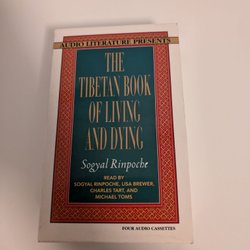 AUDIO LITERATURE PRESENTS
THE
TIBETAN BOOK
OF LIVING
AND DYING
Sogyal Rinpoche
READ BY
SOGYAL RINPOCHE, LISA BREWER,
CHARLES TART, AND
MICHAEL TOMS
FOUR AUDIO CASSETTES